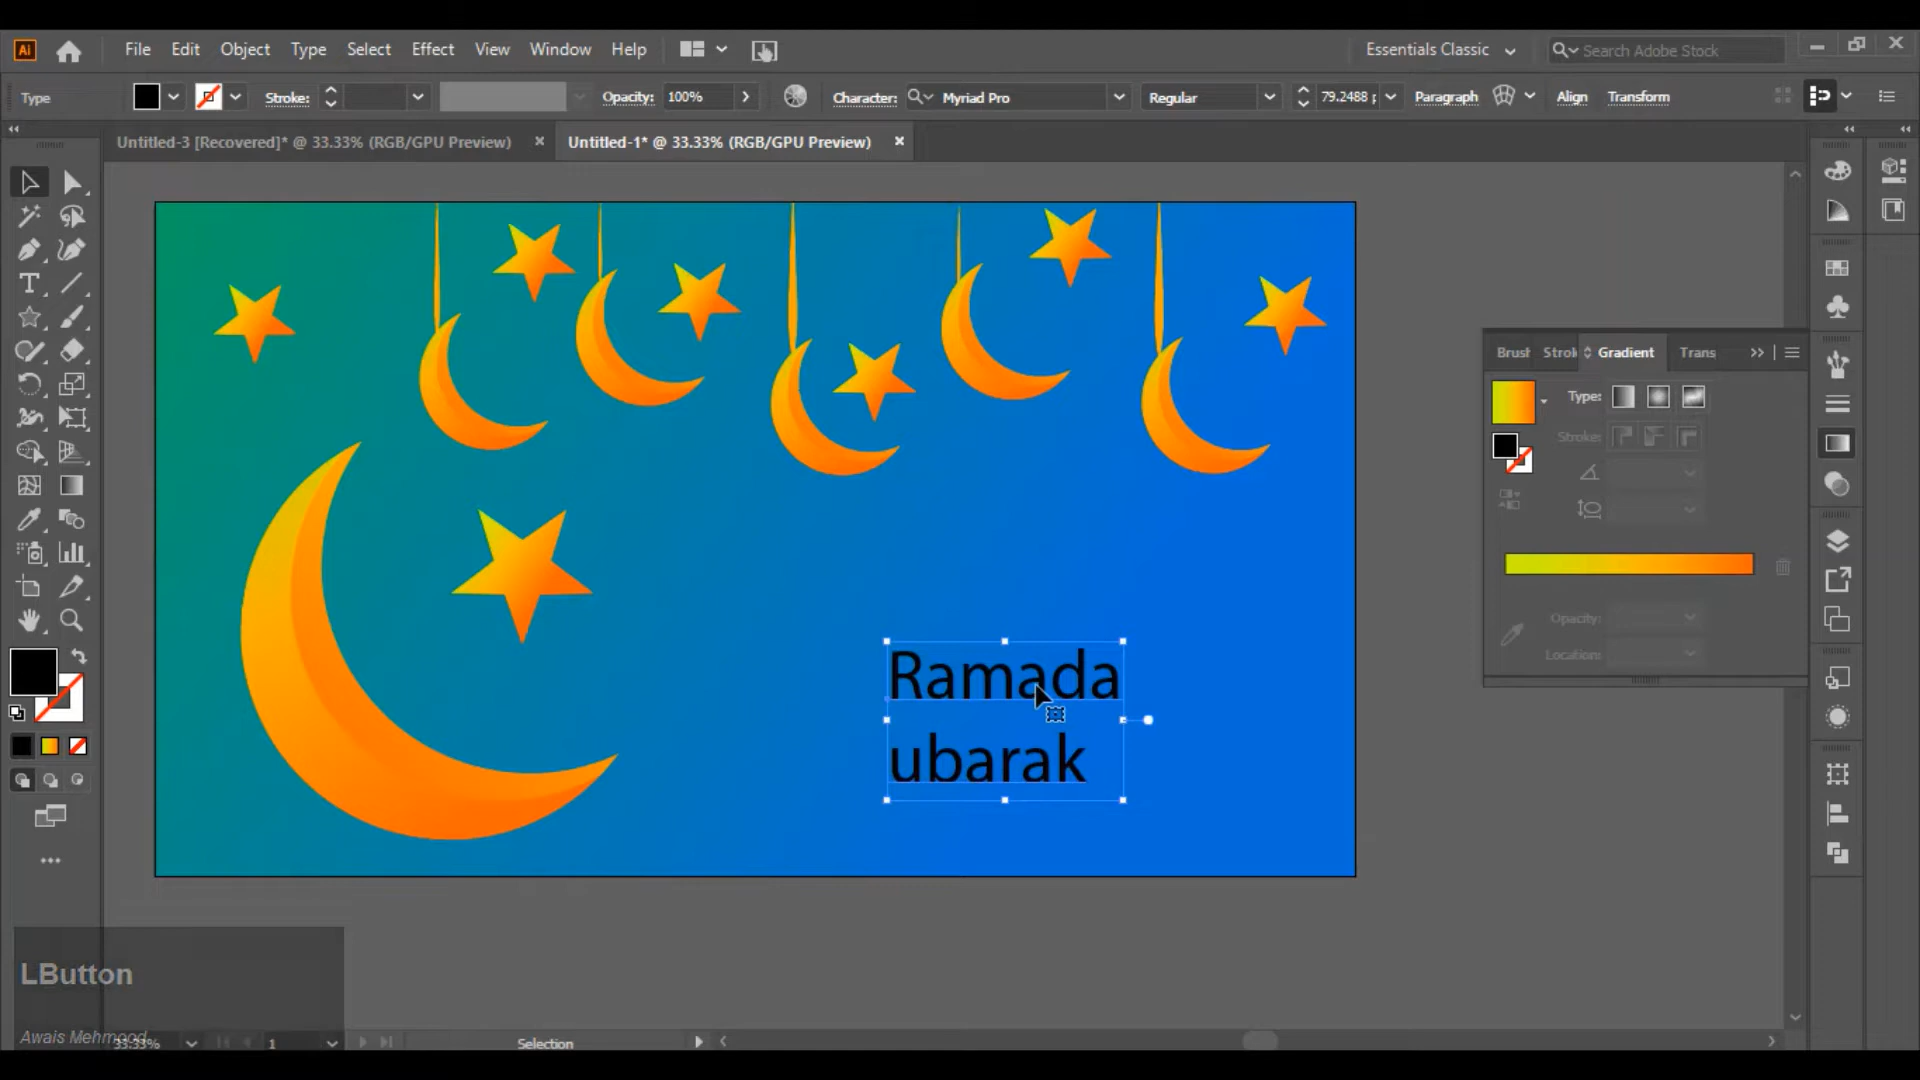 Ai File Edit Object Type Select Effect View Window Help Essentials Classic Search Adobe Stock
Type Stroke: Opacity: 100% Character: Myriad Pro Regular 79.2488 Paragraph Align Transform
Untitled-3 [Recovered]* @ 33.33% (RGB/GPU Preview) Untitled-1* @ 33.33% (RGB/GPU Preview)
Brush Strok Gradient Trans
Type:
Stroke:
Opacity:
Location:
Ramada
ubarak
LButton
Awais Mehmood
33.33% 1 Selection